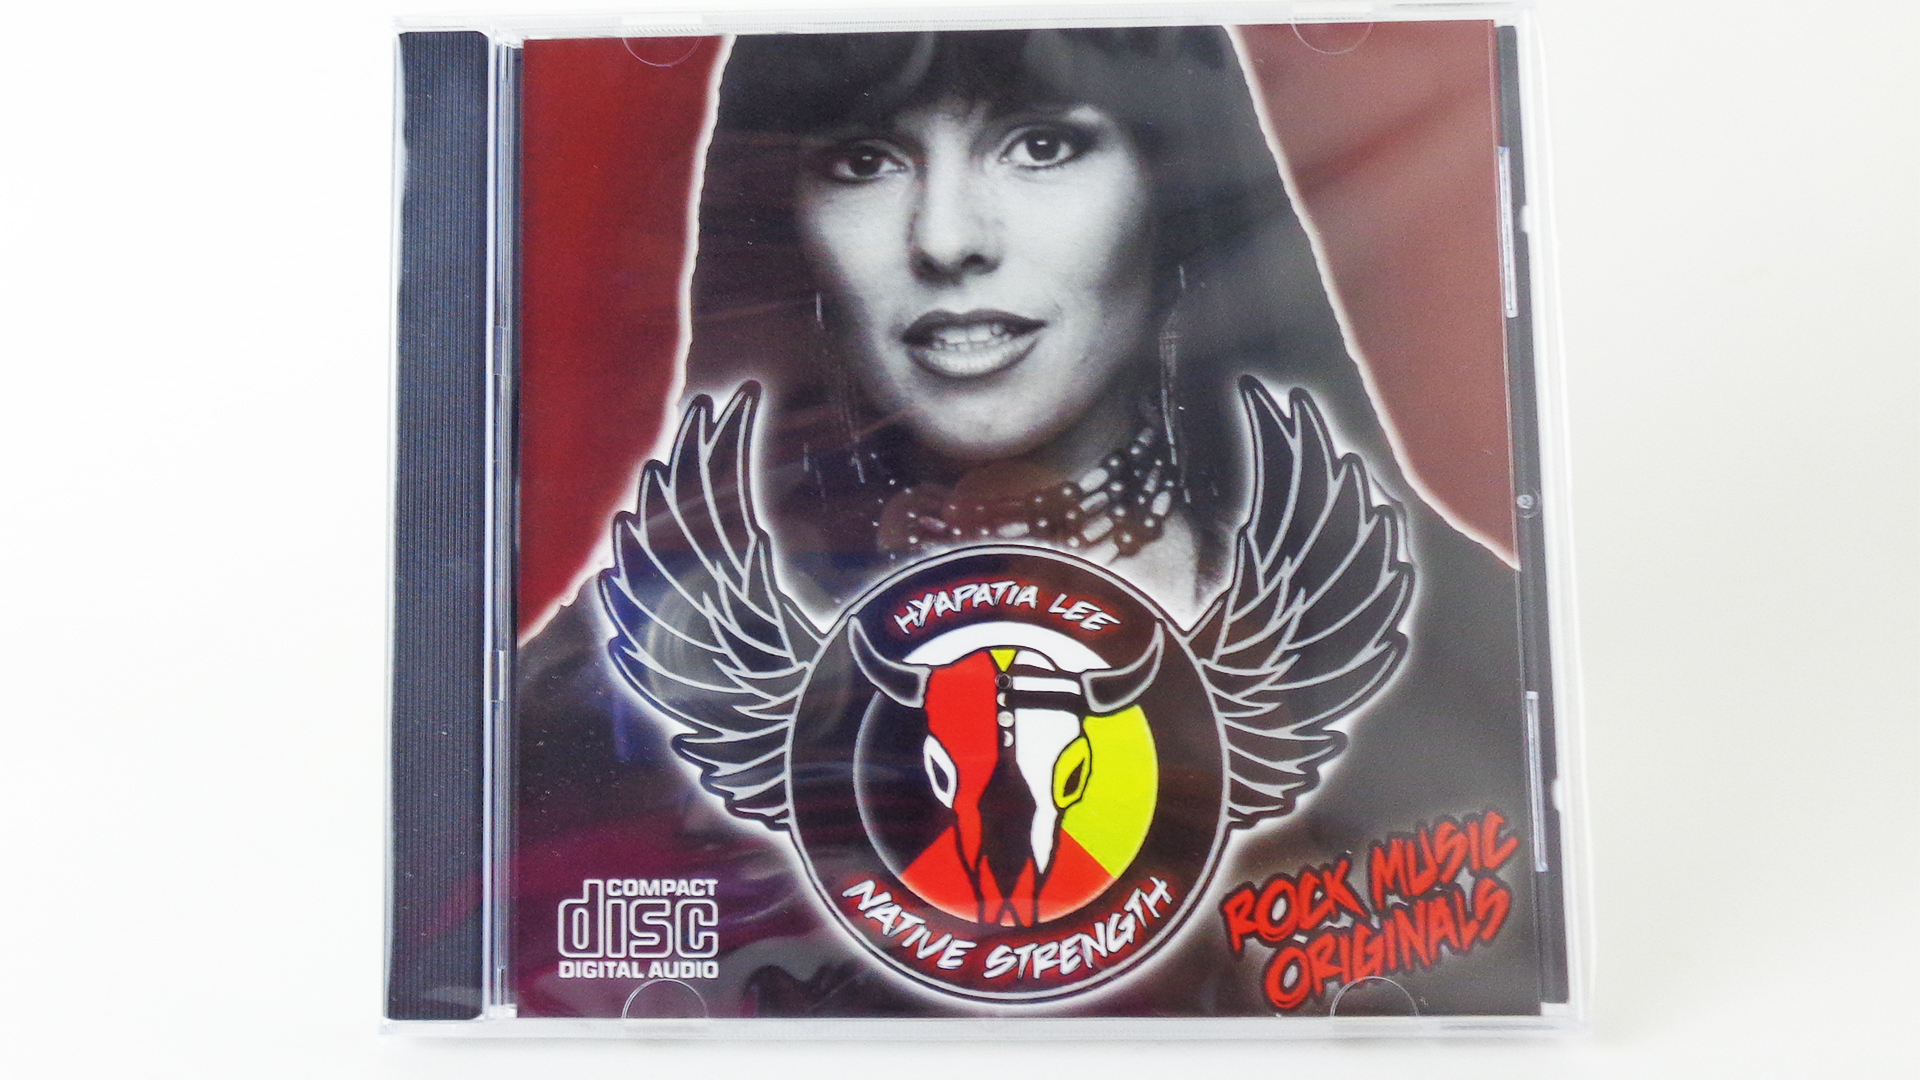 HYAPATIA LEE
NATIVE STRENGTH
COMPACT
disc
DIGITAL AUDIO
ROCK MUSIC
ORIGINALS